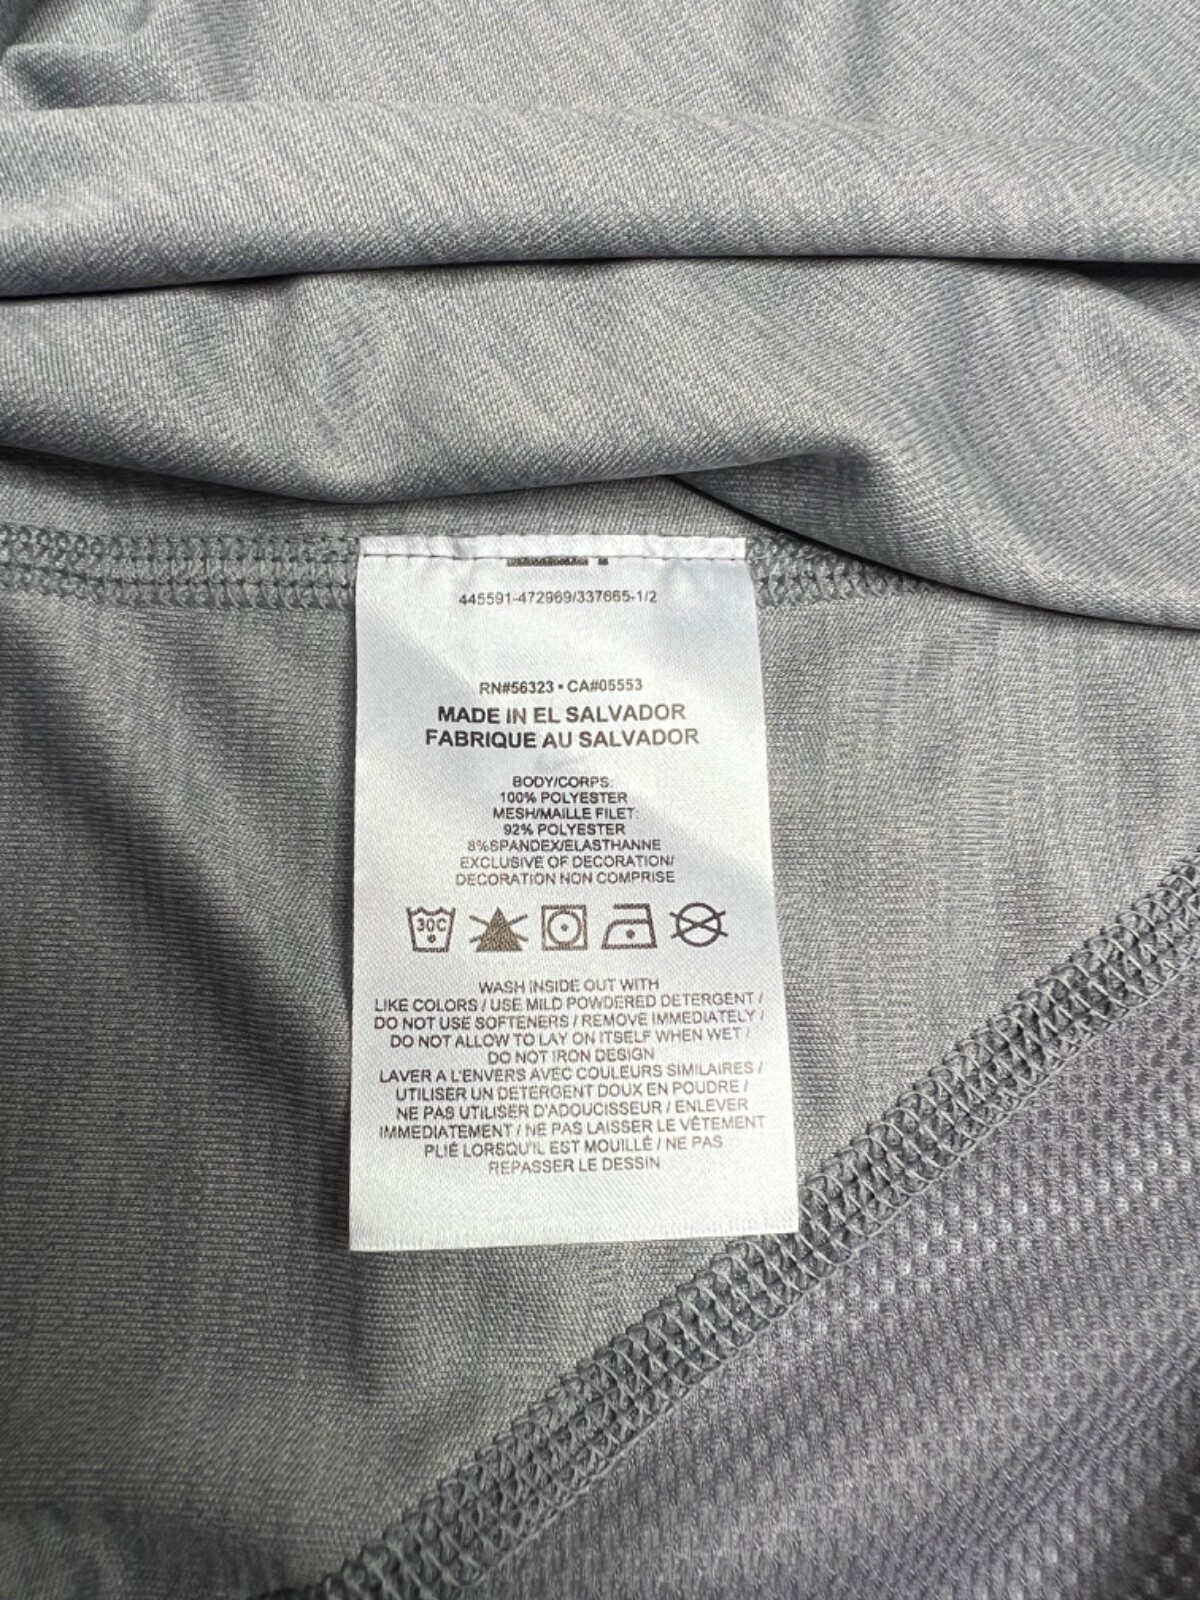 445591-472969/337665-1/2
RN#56323 • CA#05553
MADE IN EL SALVADOR
FABRIQUE AU SALVADOR
BODY/CORPS:
100% POLYESTER
MESH/MAILLE FILET:
92% POLYESTER
8%SPANDEX/ELASTHANNE
EXCLUSIVE OF DECORATION/
DECORATION NON COMPRISE
30C
WASH INSIDE OUT WITH
LIKE COLORS / USE MILD POWDERED DETERGENT /
DO NOT USE SOFTENERS / REMOVE IMMEDIATELY /
DO NOT ALLOW TO LAY ON ITSELF WHEN WET /
DO NOT IRON DESIGN
LAVER A L'ENVERS AVEC COULEURS SIMILAIRES /
UTILISER UN DETERGENT DOUX EN POUDRE /
NE PAS UTILISER D'ADOUCISSEUR / ENLEVER
IMMEDIATEMENT / NE PAS LAISSER LE VÊTEMENT
PLIÉ LORSQU'IL EST MOUILLÉ / NE PAS
REPASSER LE DESSIN